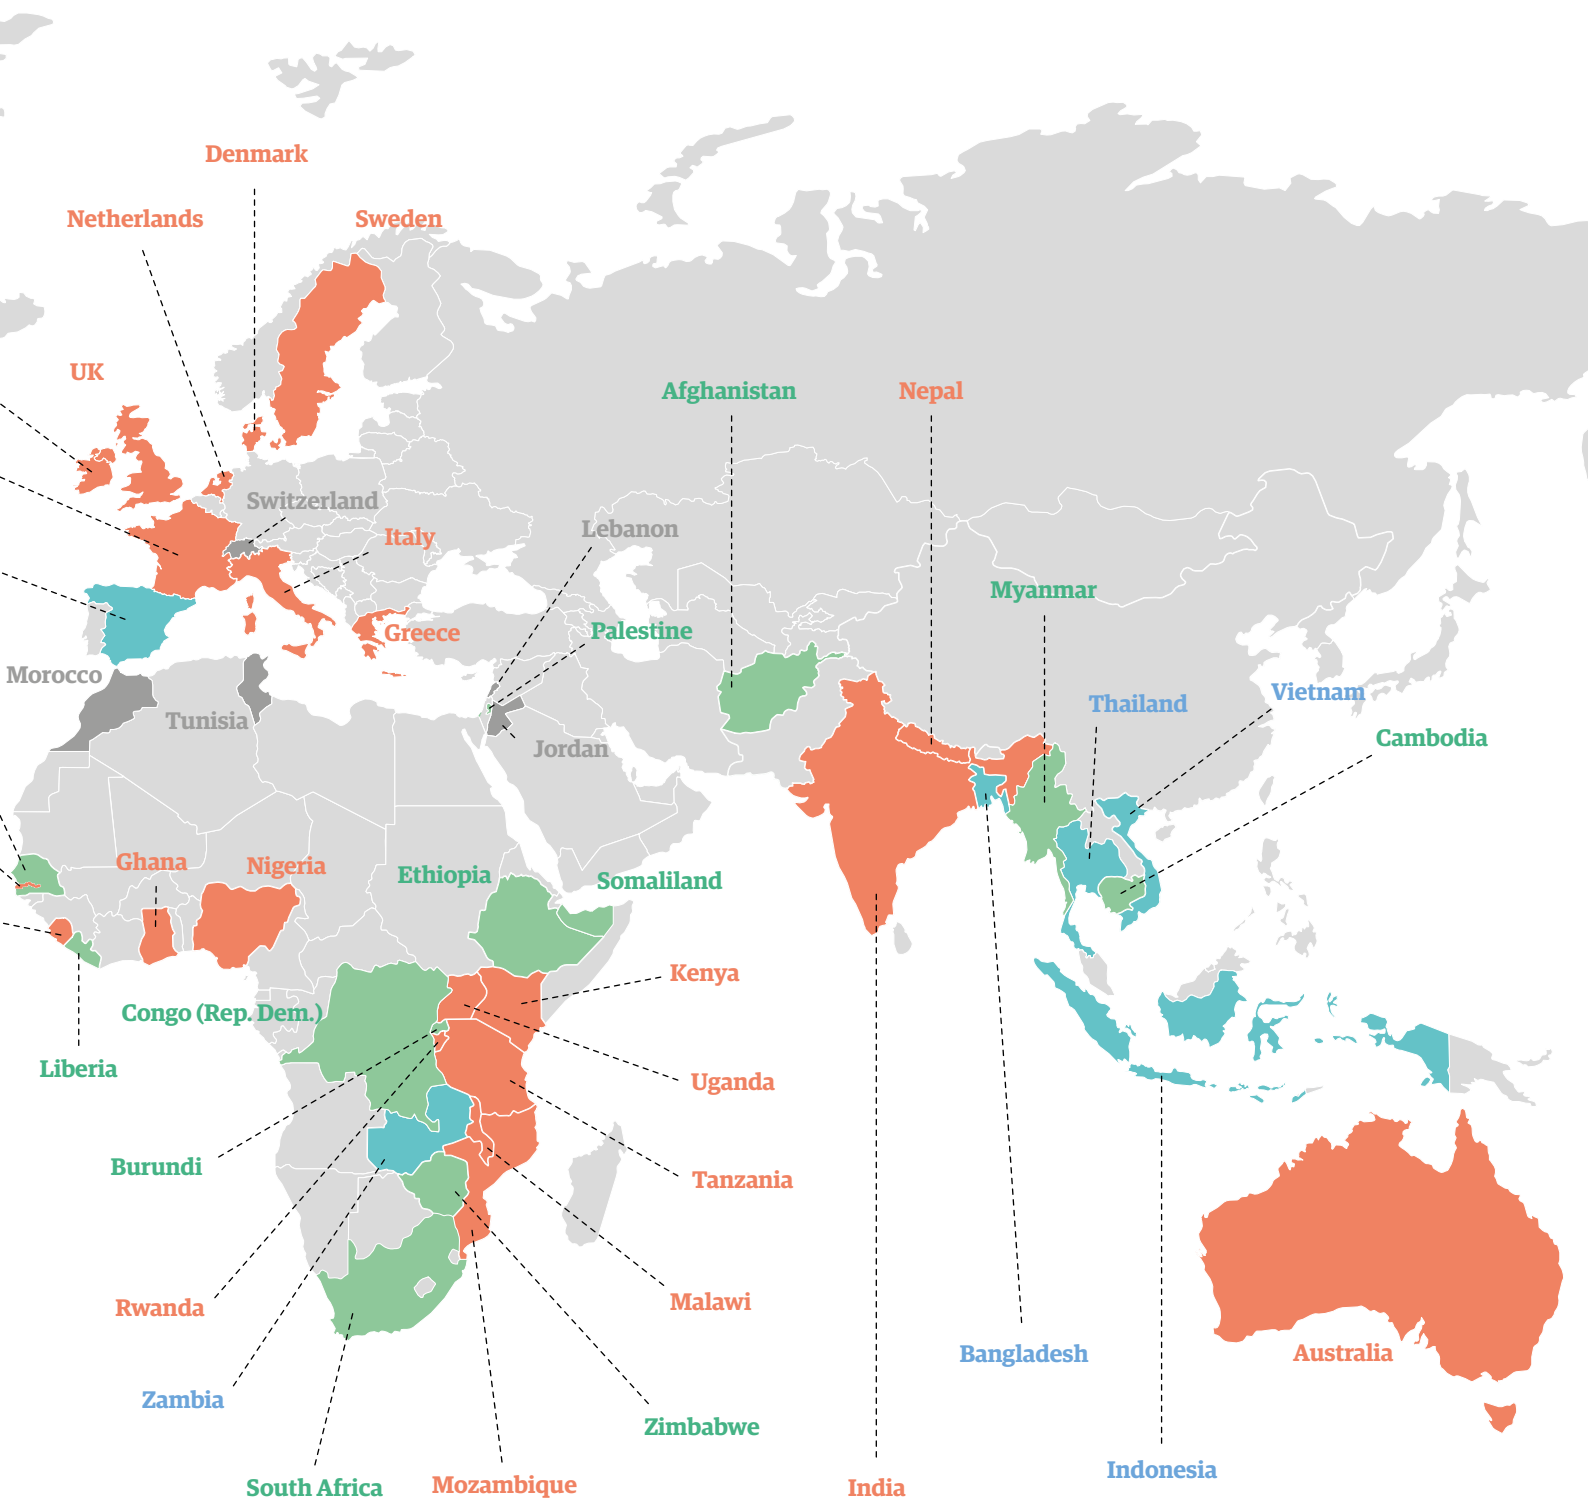 Denmark
Netherlands
Sweden
UK
Afghanistan
Nepal
Switzerland
Lebanon
Italy
Myanmar
Palestine
Greece
Morocco
Vietnam
Thailand
Tunisia
Cambodia
Jordan
Ghana
Nigeria
Ethiopia
Somaliland
Kenya
Congo (Rep. Dem.)
Liberia
Uganda
Burundi
Tanzania
Malawi
Rwanda
Bangladesh
Australia
Zambia
Zimbabwe
Indonesia
Mozambique
South Africa
India